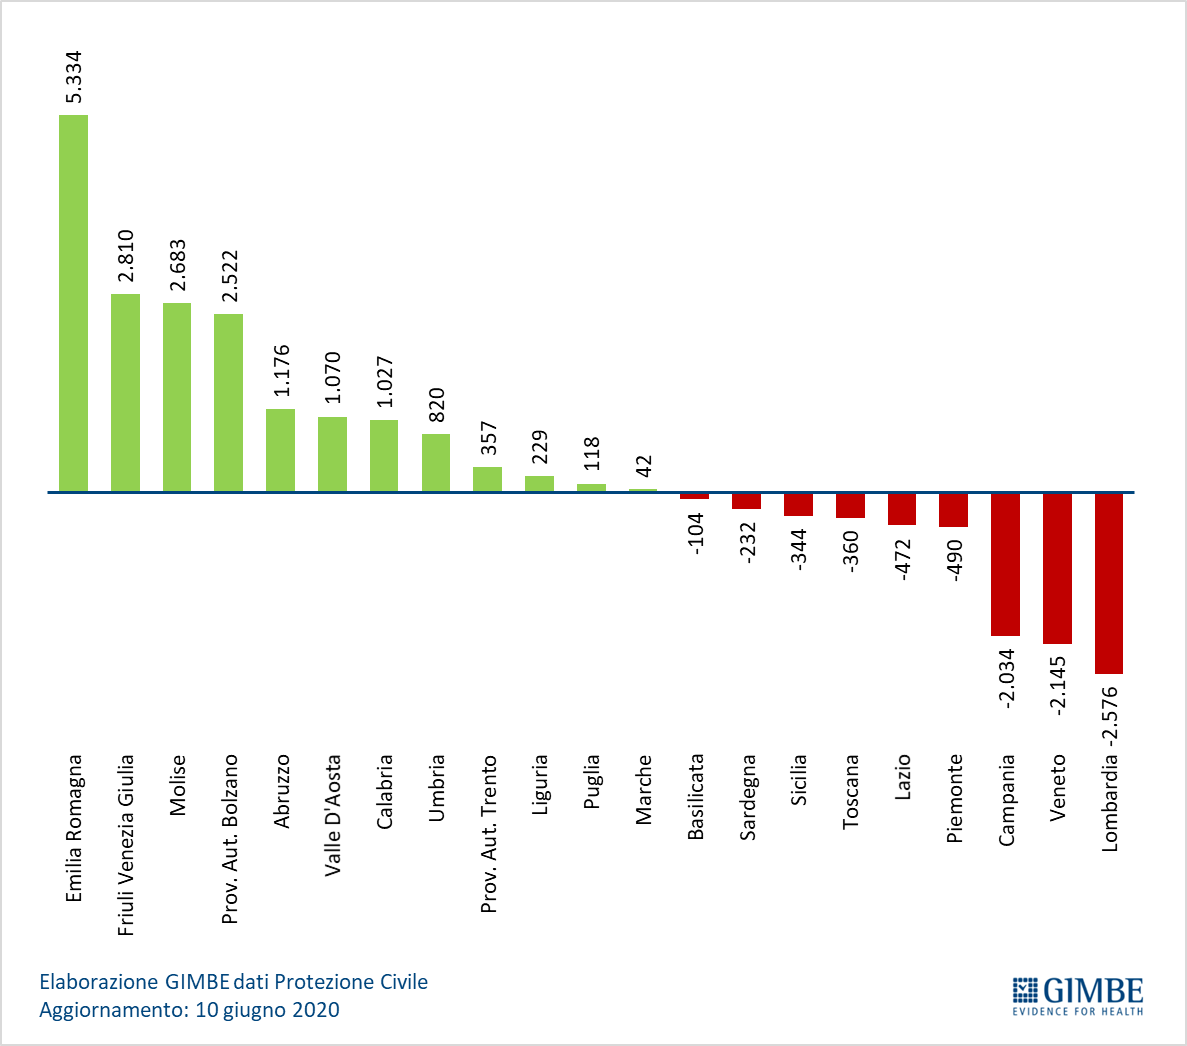 5.334
2.810
2.683
2.522
1.176
1.070
1.027
820
357
229
118
42
-104
-232
-344
-360
-472
-490
-2.034
-2.145
-2.576
Emilia Romagna
Friuli Venezia Giulia
Molise
Prov. Aut. Bolzano
Abruzzo
Valle D'Aosta
Calabria
Umbria
Prov. Aut. Trento
Liguria
Puglia
Marche
Basilicata
Sardegna
Sicilia
Toscana
Lazio
Piemonte
Campania
Veneto
Lombardia
Elaborazione GIMBE dati Protezione Civile
Aggiornamento: 10 giugno 2020
GIMBE
EVIDENCE FOR HEALTH